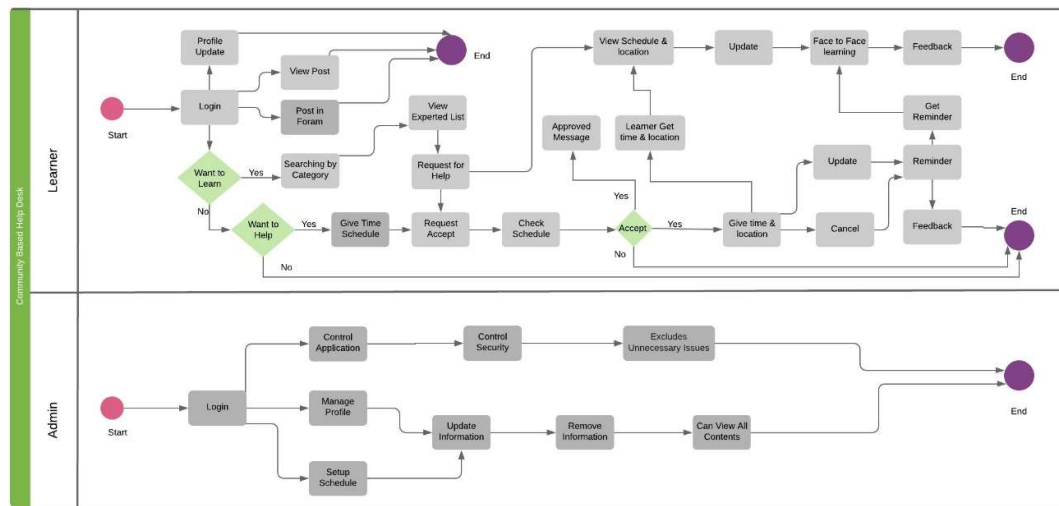 Community Based Help Desk
Learner
Profile
Update
End
View Post
Login
Start
Post in
Foram
View
Experted List
Want to
Learn
Yes
Searching by
Category
Request for
Help
No
Want to
Help
Yes
Give Time
Schedule
Request
Accept
Check
Schedule
No
View Schedule &
location
Update
Face to Face
learning
Feedback
End
Approved
Message
Learner Get
time & location
Get
Reminder
Update
Reminder
Yes
Accept
Yes
No
Give time &
location
Cancel
Feedback
End
Admin
Start
Login
Control
Application
Control
Security
Excludes
Unnecessary Issues
Manage
Profile
Update
Information
Remove
Information
Can View All
Contents
Setup
Schedule
End